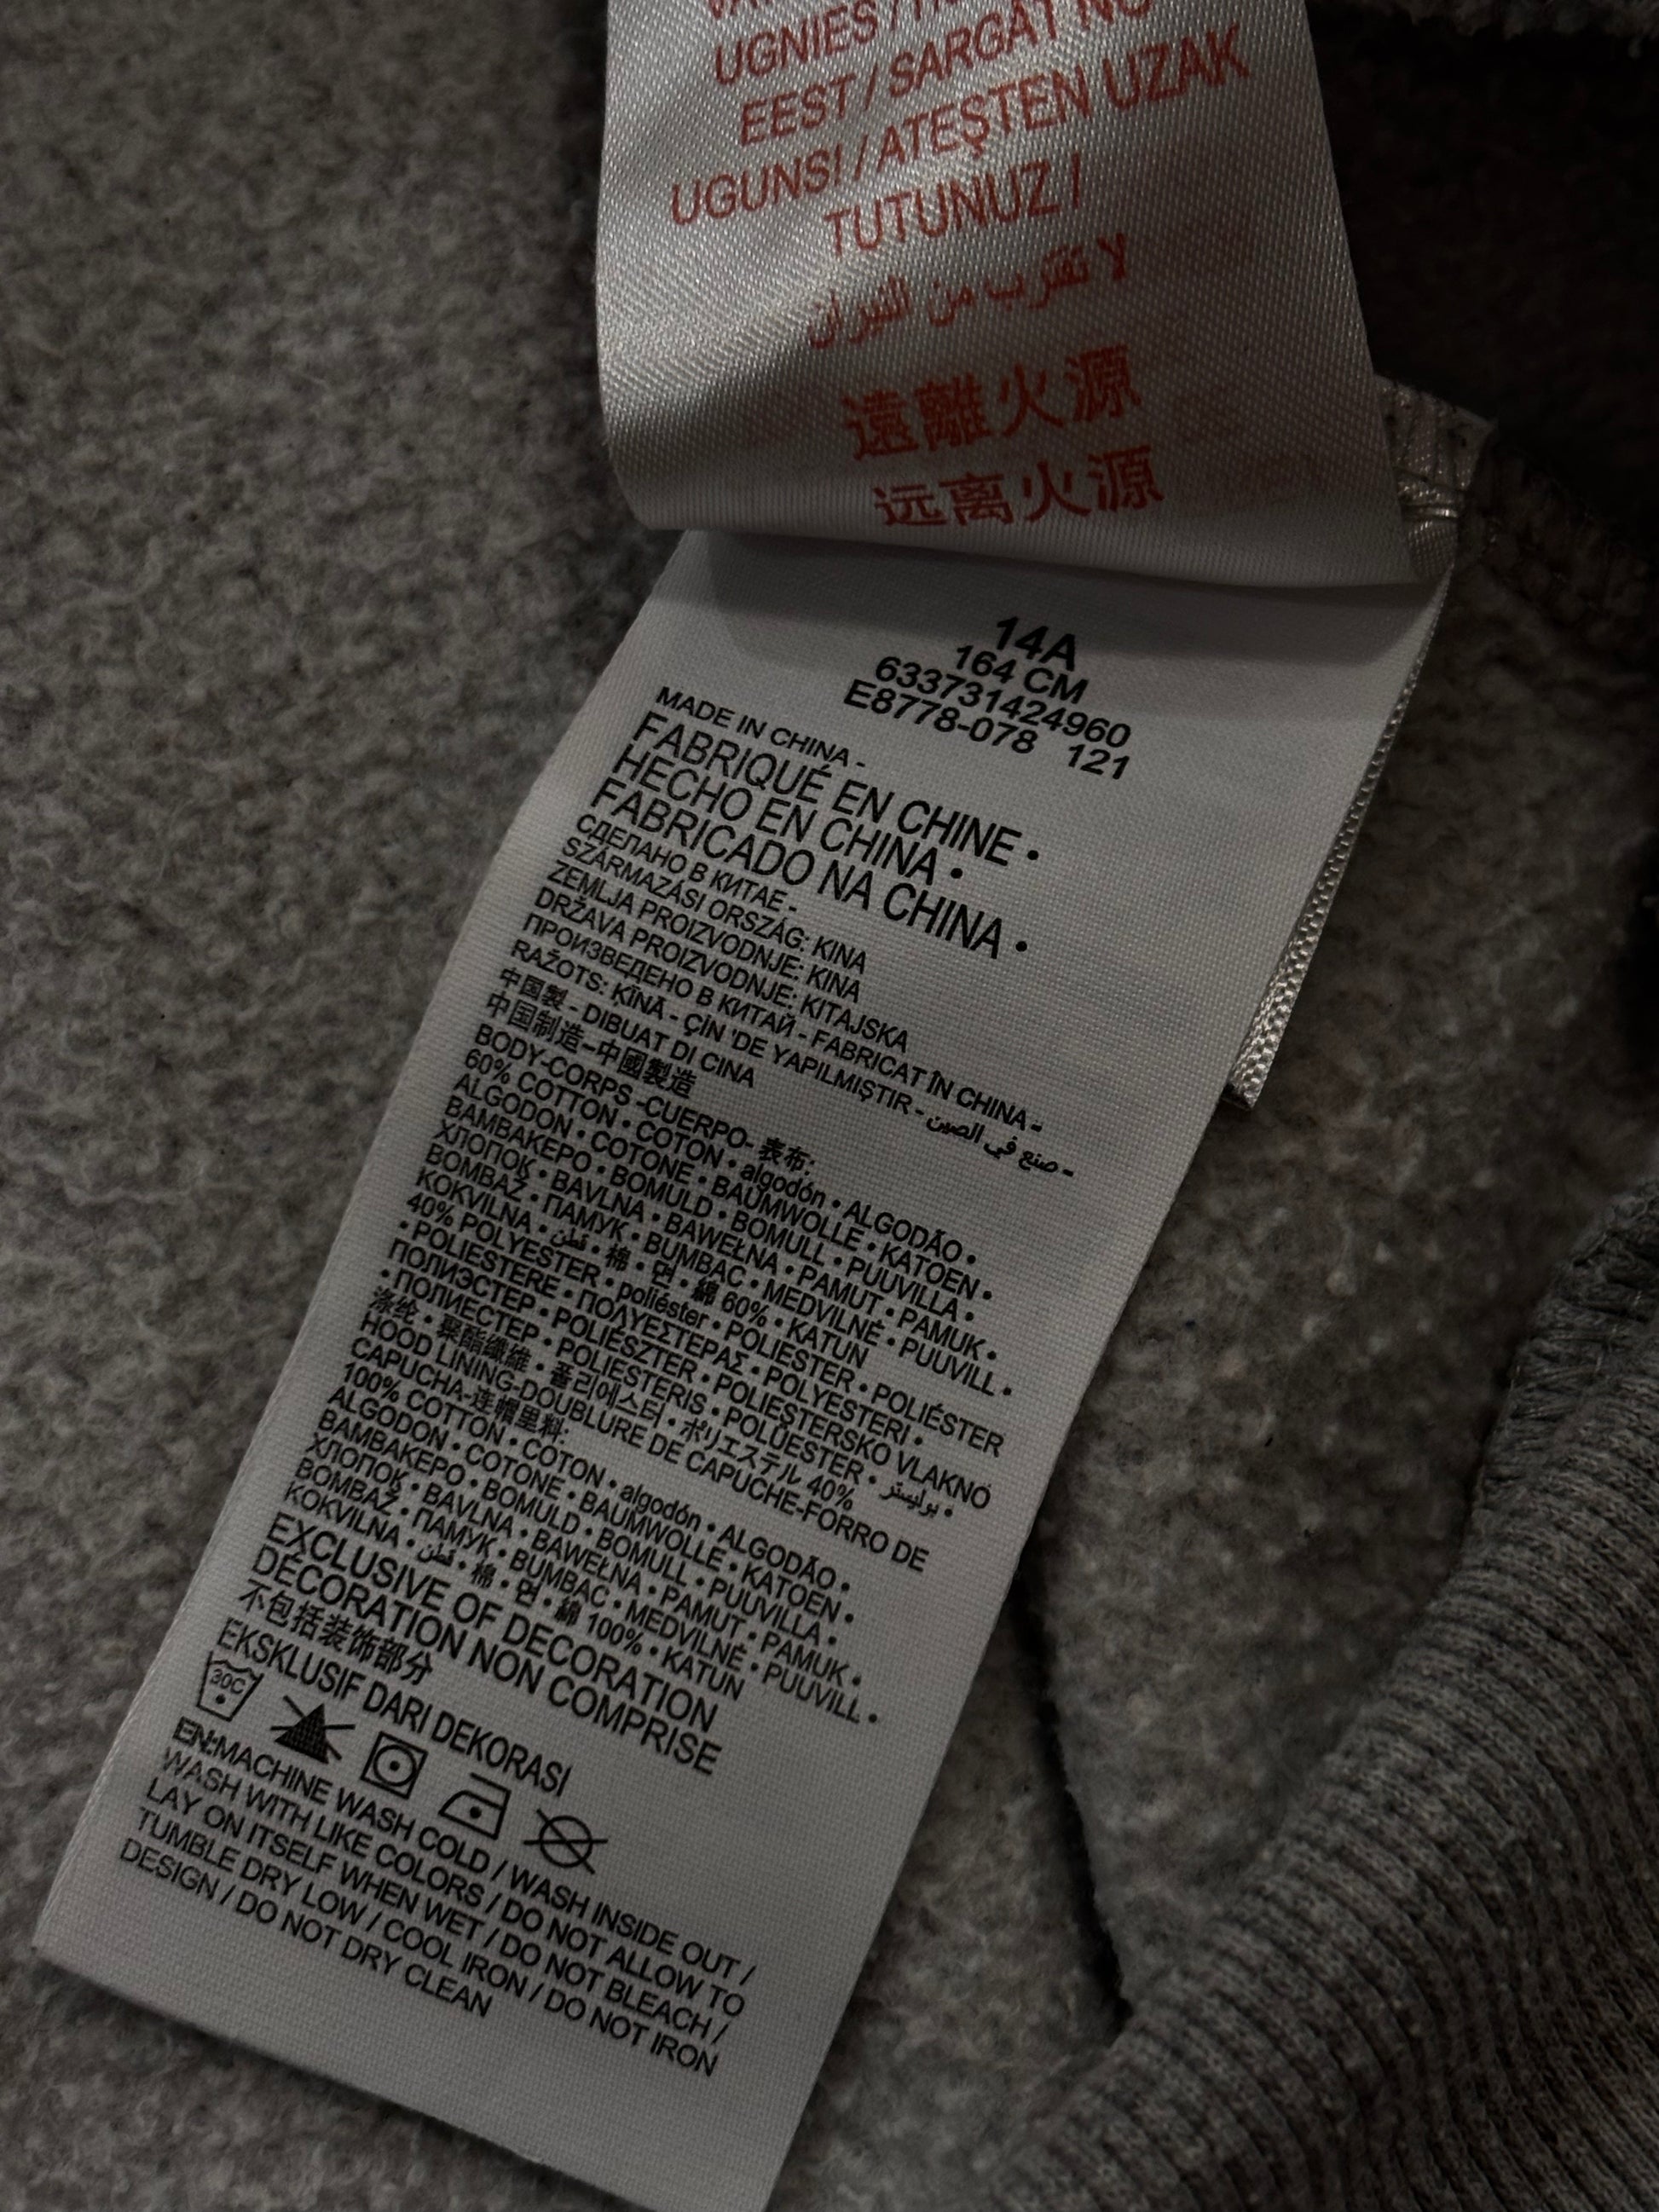 UGNIES /
EEST / SARGĀT NO
UGUNS! / ATEŞTEN UZAK
TUTUNUZ /
لا تقترب من النيران
遠離火源
远离火源
14A
164 CM
633731424960
E8778-078 121
MADE IN CHINA -
FABRIQUÉ EN CHINE •
HECHO EN CHINA •
FABRICADO NA CHINA •
СДЕЛАНО В КИТАЕ -
SZÁRMAZÁSI ORSZÁG: KINA
ZEMLJA PROIZVODNJE: KINA
DRŽAVA PROIZVODNJE: KITAJSKA
ПРОИЗВЕДЕНО В КИТАЙ - FABRICAT ÎN CHINA -
RAŽOTS: ĶĪNĀ - ÇİN 'DE YAPILMIŞTIR - صنع في الصين -
中国製 - DIBUAT DI CINA
中国制造-中國製造
BODY-CORPS -CUERPO- 表布:
60% COTTON • COTON • algodón • ALGODÃO •
ALGODON • COTONE • BAUMWOLLE • KATOEN •
ΒΑΜΒΑΚΕΡΟ • BOMULD • BOMULL • PUUVILLA •
ХЛОПОК • BAVLNA • BAWEŁNA • PAMUT • PAMUK •
BOMBAŽ • ПАМУК • BUMBAC • MEDVILNĖ • PUUVILL •
KOKVILNA • قطن • 棉 • 면 • 綿 60% • KATUN
40% POLYESTER • poliéster • POLIESTER • POLIÉSTER
• POLIESTERE • ΠΟΛΥΕΣΤΕΡΑΣ • POLYESTERI •
ПОЛИЭСТЕР • POLIÉSZTER • POLIESTERSKO VLAKNO
• ПОЛИЕСТЕР • POLIESTERIS • POLÜESTER • بوليستر •
涤纶 • 聚酯纖維 • 폴리에스터 • ポリエステル 40%
HOOD LINING-DOUBLURE DE CAPUCHE-FORRO DE
CAPUCHA-连帽里料:
100% COTTON • COTON • algodón • ALGODÃO •
ALGODON • COTONE • BAUMWOLLE • KATOEN •
ΒΑΜΒΑΚΕΡΟ • BOMULD • BOMULL • PUUVILLA •
ХЛОПОК • BAVLNA • BAWEŁNA • PAMUT • PAMUK •
BOMBAŽ • ПАМУК • BUMBAC • MEDVILNĖ • PUUVILL •
KOKVILNA • قطن • 棉 • 면 • 綿 100% • KATUN
EXCLUSIVE OF DECORATION
DÉCORATION NON COMPRISE
不包括装饰部分
EKSKLUSIF DARI DEKORASI
30C
EN:MACHINE WASH COLD / WASH INSIDE OUT /
WASH WITH LIKE COLORS / DO NOT ALLOW TO
LAY ON ITSELF WHEN WET / DO NOT BLEACH /
TUMBLE DRY LOW / COOL IRON / DO NOT IRON
DESIGN / DO NOT DRY CLEAN